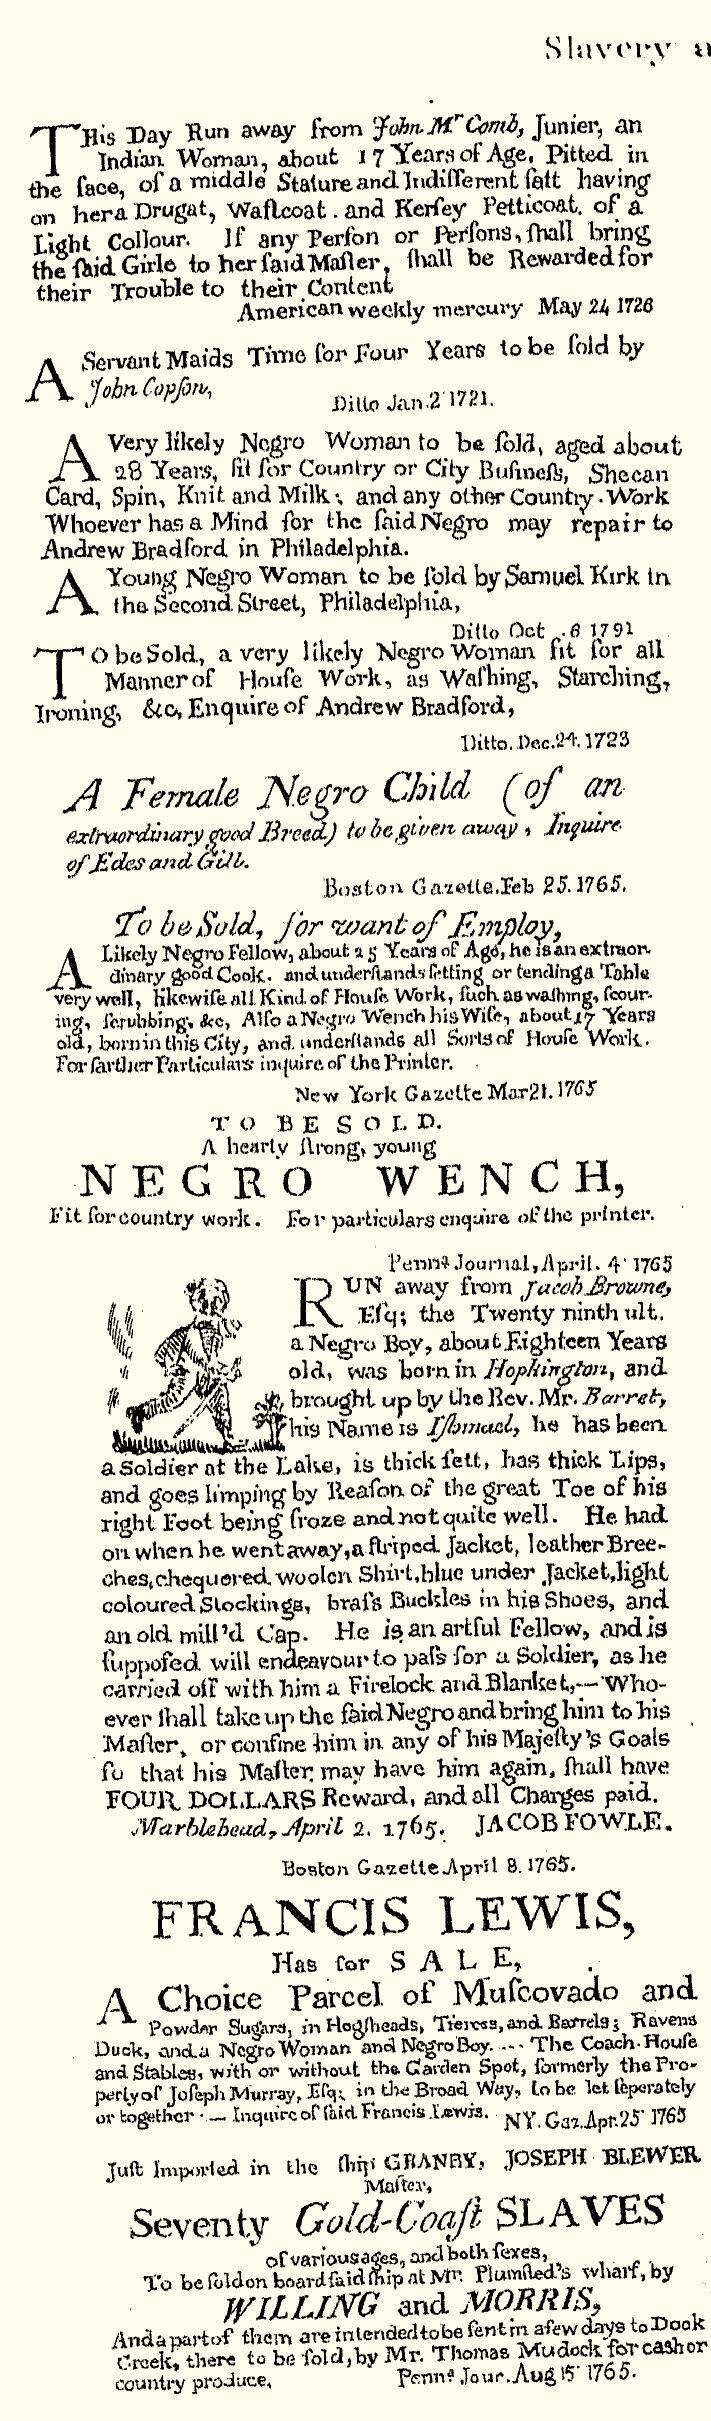 Slavery a
THis Day Run away from John Mr Comb, Junier, an
Indian Woman, about 17 Years of Age, Pitted in
the face, of a middle Stature and Indifferent fatt having
on her a Drugat, Waſtcoat . and Kerſey Petticoat, of a
Light Collour. If any Perſon or Perſons, ſhall bring
the ſaid Girle to her ſaid Maſter, ſhall be Rewarded for
their Trouble to their Content
American weekly mercury May 24 1726
A Servant Maids Time for Four Years to be ſold by
John Copſon,
Ditto Jan. 2 1721.
A Very likely Negro Woman to be ſold, aged about
28 Years, fit for Country or City Buſineſs, She can
Card, Spin, Knit and Milk; and any other Country-Work
Whoever has a Mind for the ſaid Negro may repair to
Andrew Bradford in Philadelphia.
A Young Negro Woman to be ſold by Samuel Kirk in
the Second Street, Philadelphia,
Ditto Oct . 6 1791
To be Sold, a very likely Negro Woman fit for all
Manner of Houſe Work, as Waſhing, Starching,
Ironing, &c, Enquire of Andrew Bradford,
Ditto. Dec. 24. 1723
A Female Negro Child (of an
extraordinary good Breed) to be given away, Inquire
of Edes and Gill.
Boston Gazette. Feb 25. 1765.
To be Sold, for want of Employ,
A Likely Negro Fellow, about 25 Years of Age, he is an extraor-
dinary good Cook. and underſtands ſetting or tending a Table
very well, likewiſe all Kind of Houſe Work, ſuch as waſhing, ſcour-
ing, ſcrubbing, &c, Alſo a Negro Wench his Wife, about 17 Years
old, born in this City, and underſtands all Sorts of Houſe Work.
For farther Particulars inquire of the Printer.
New York Gazette Mar 21. 1765
TO BE SOLD.
A hearty ſtrong, young
NEGRO WENCH,
Fit for country work. For particulars enquire of the printer.
Penna Journal, April. 4 1765
RUN away from Jacob Browne,
Eſq; the Twenty ninth ult.
a Negro Boy, about Eighteen Years
old, was born in Hopkington, and
brought up by the Rev. Mr. Barret,
his Name is Iſhmael, he has been
a Soldier at the Lake, is thick ſett, has thick Lips,
and goes limping by Reaſon of the great Toe of his
right Foot being froze and not quite well. He had
on when he went away, a ſtriped Jacket, leather Bree-
ches, chequered woolen Shirt, blue under Jacket, light
coloured Stockings, braſs Buckles in his Shoes, and
an old mill'd Cap. He is an artful Fellow, and is
ſuppoſed will endeavour to paſs for a Soldier, as he
carried off with him a Firelock and Blanket,— Who-
ever ſhall take up the ſaid Negro and bring him to his
Maſter, or confine him in any of his Majeſty's Goals
ſo that his Maſter may have him again, ſhall have
FOUR DOLLARS Reward, and all Charges paid.
Marblehead, April 2. 1765. JACOB FOWLE.
Boston Gazette April 8. 1765.
FRANCIS LEWIS,
Has for SALE,
A Choice Parcel of Muſcovado and
Powder Sugars, in Hogſheads, Tierces, and Barrels; Ravens
Duck, and a Negro Woman and Negro Boy. --- The Coach-Houſe
and Stables, with or without the Garden Spot, formerly the Pro-
perty of Joſeph Murray, Eſq; in the Broad Way, to be let ſeperately
or together. — Inquire of ſaid Francis Lewis. NY. Gaz. Apr. 25 1765
Juſt Imported in the ſhip GRANBY, JOSEPH BLEWER
Maſter,
Seventy Gold-Coaſt SLAVES
of various ages, and both ſexes,
To be ſold on board ſaid ſhip at Mr. Plumſted's wharf, by
WILLING and MORRIS,
And a part of them are intended to be ſent in a few days to Dook
Creek, there to be ſold, by Mr. Thomas Mudock for cash or
country produce. Penna Jour. Aug 15 1765.